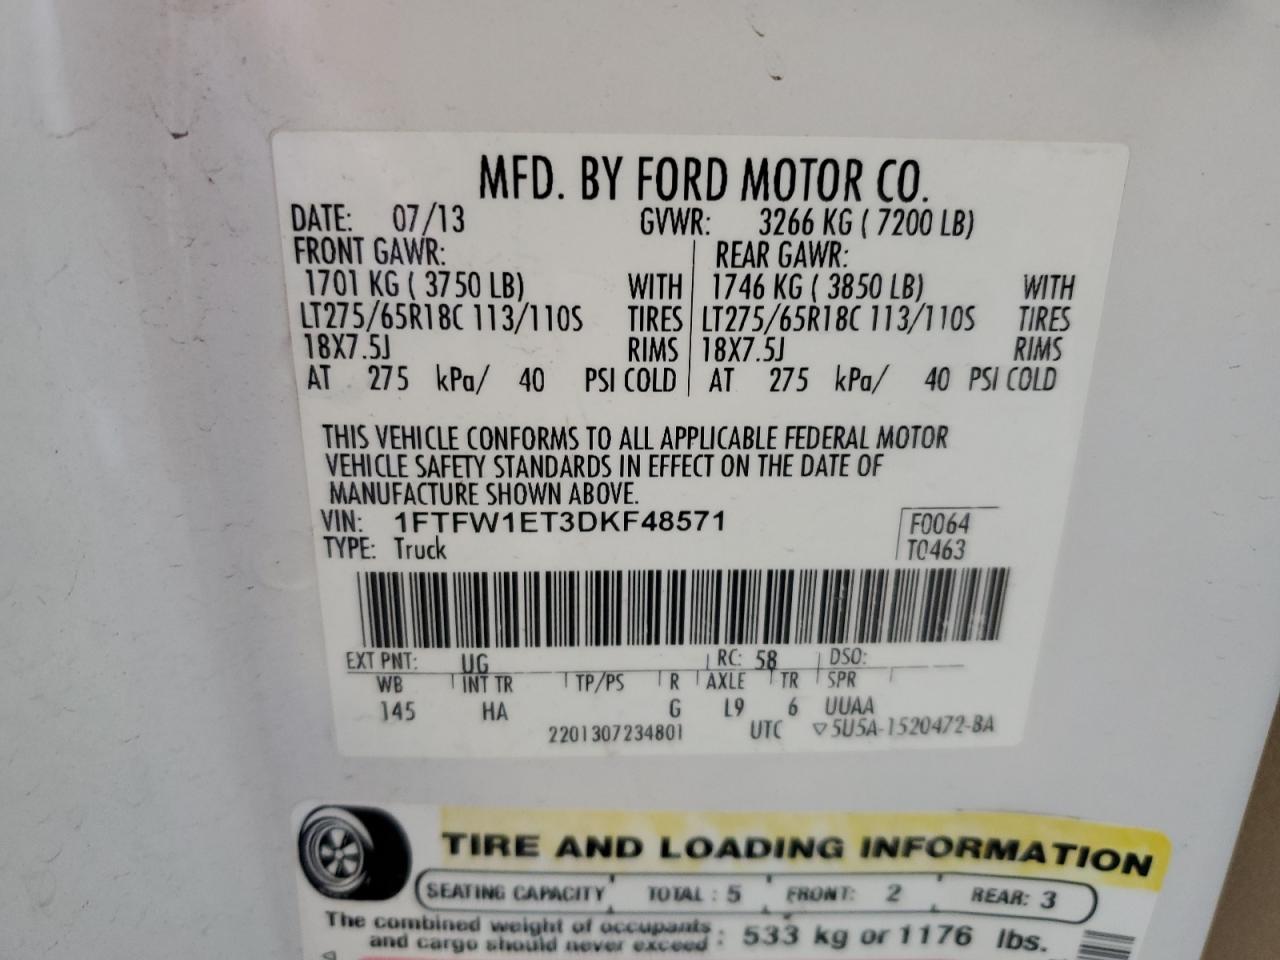 MFD. BY FORD MOTOR CO.
DATE: 07/13 GVWR: 3266 KG ( 7200 LB)
FRONT GAWR: REAR GAWR:
1701 KG ( 3750 LB) WITH 1746 KG ( 3850 LB) WITH
LT275/65R18C 113/110S TIRES LT275/65R18C 113/110S TIRES
18X7.5J RIMS 18X7.5J RIMS
AT 275 kPa/ 40 PSI COLD AT 275 kPa/ 40 PSI COLD
THIS VEHICLE CONFORMS TO ALL APPLICABLE FEDERAL MOTOR
VEHICLE SAFETY STANDARDS IN EFFECT ON THE DATE OF
MANUFACTURE SHOWN ABOVE.
VIN: 1FTFW1ET3DKF48571 F0064
TYPE: Truck T0463
EXT PNT: UG RC: 58 DSO:
WB INT TR TP/PS R AXLE TR SPR
145 HA G L9 6 UUAA
2201307234801 UTC ▽5U5A-1520472-BA
TIRE AND LOADING INFORMATION
SEATING CAPACITY TOTAL : 5 FRONT: 2 REAR: 3
The combined weight of occupants
and cargo should never exceed : 533 kg or 1176 lbs.